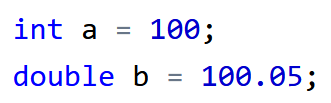 int a = 100;
double b = 100.05;